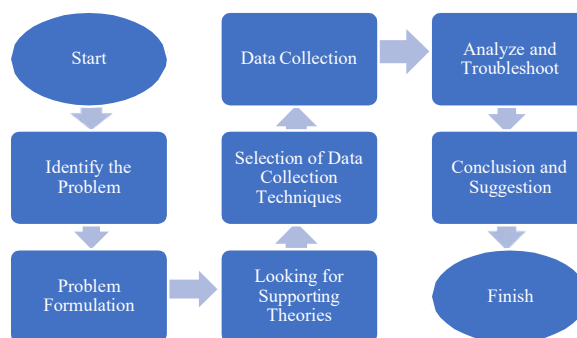 Start
Identify the
Problem
Problem
Formulation
Looking for
Supporting
Theories
Selection of Data
Collection
Techniques
Data Collection
Analyze and
Troubleshoot
Conclusion and
Suggestion
Finish